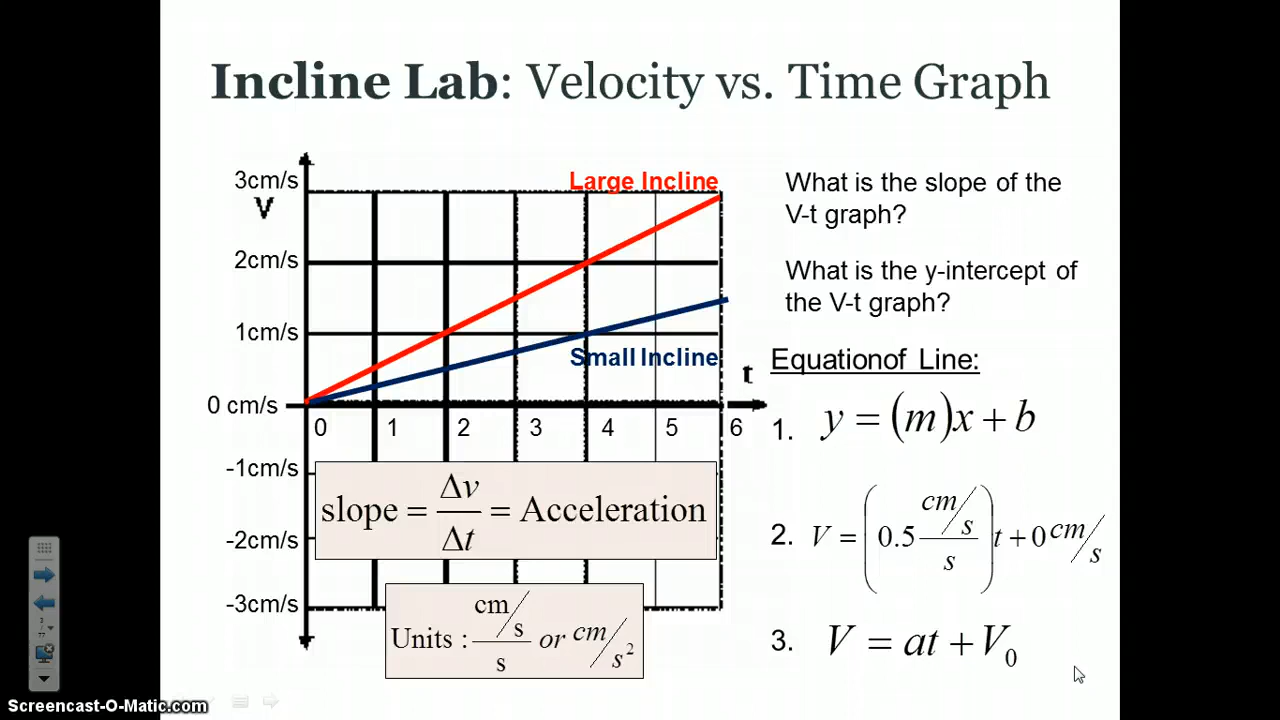 Incline Lab: Velocity vs. Time Graph
3cm/s
V
2cm/s
1cm/s
0 cm/s
-1cm/s
-2cm/s
-3cm/s
Large Incline
Small Incline
t
0 1 2 3 4 5 6
slope = Δv/Δt = Acceleration
Units : cm/s/s or cm/s²
What is the slope of the
V-t graph?
What is the y-intercept of
the V-t graph?
Equationof Line:
1. y = (m)x + b
2. V = (0.5 cm/s/s)t + 0 cm/s
3. V = at + V₀
3
77
Screencast-O-Matic.com